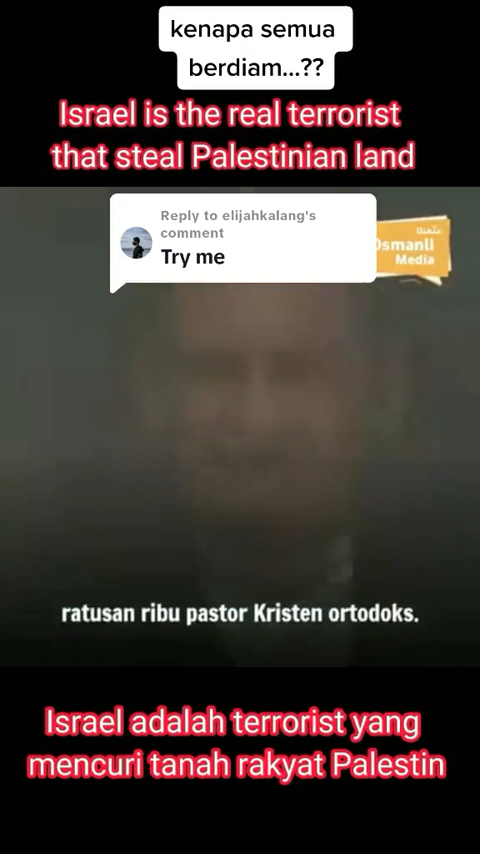 kenapa semua
berdiam...??
Israel is the real terrorist
that steal Palestinian land
Reply to elijahkalang's
comment
Try me
Osmanli
Media
ratusan ribu pastor Kristen ortodoks.
Israel adalah terrorist yang
mencuri tanah rakyat Palestin